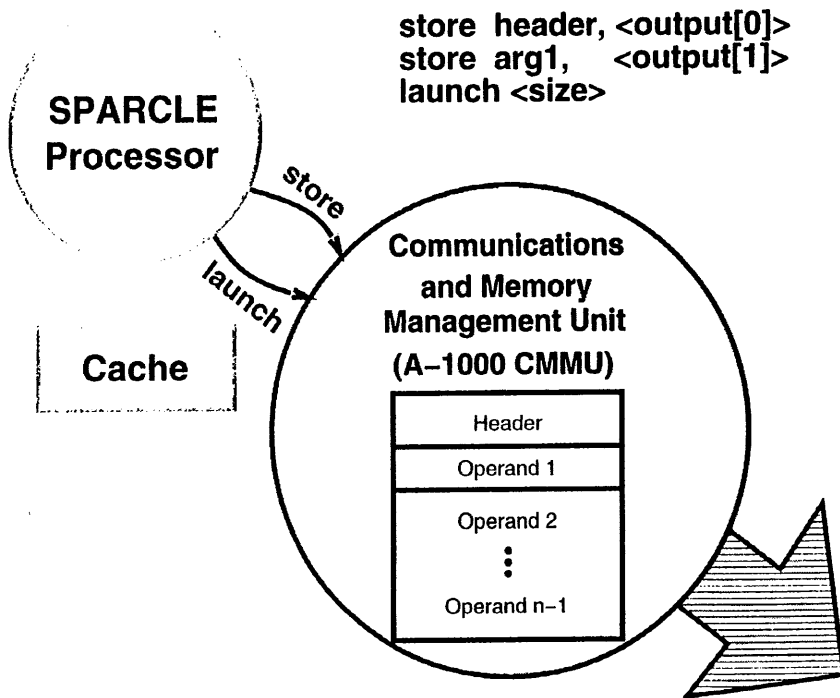 store header, <output[0]>
store arg1, <output[1]>
launch <size>
SPARCLE
Processor
store
launch
Cache
Communications
and Memory
Management Unit
(A–1000 CMMU)
Header
Operand 1
Operand 2
Operand n–1